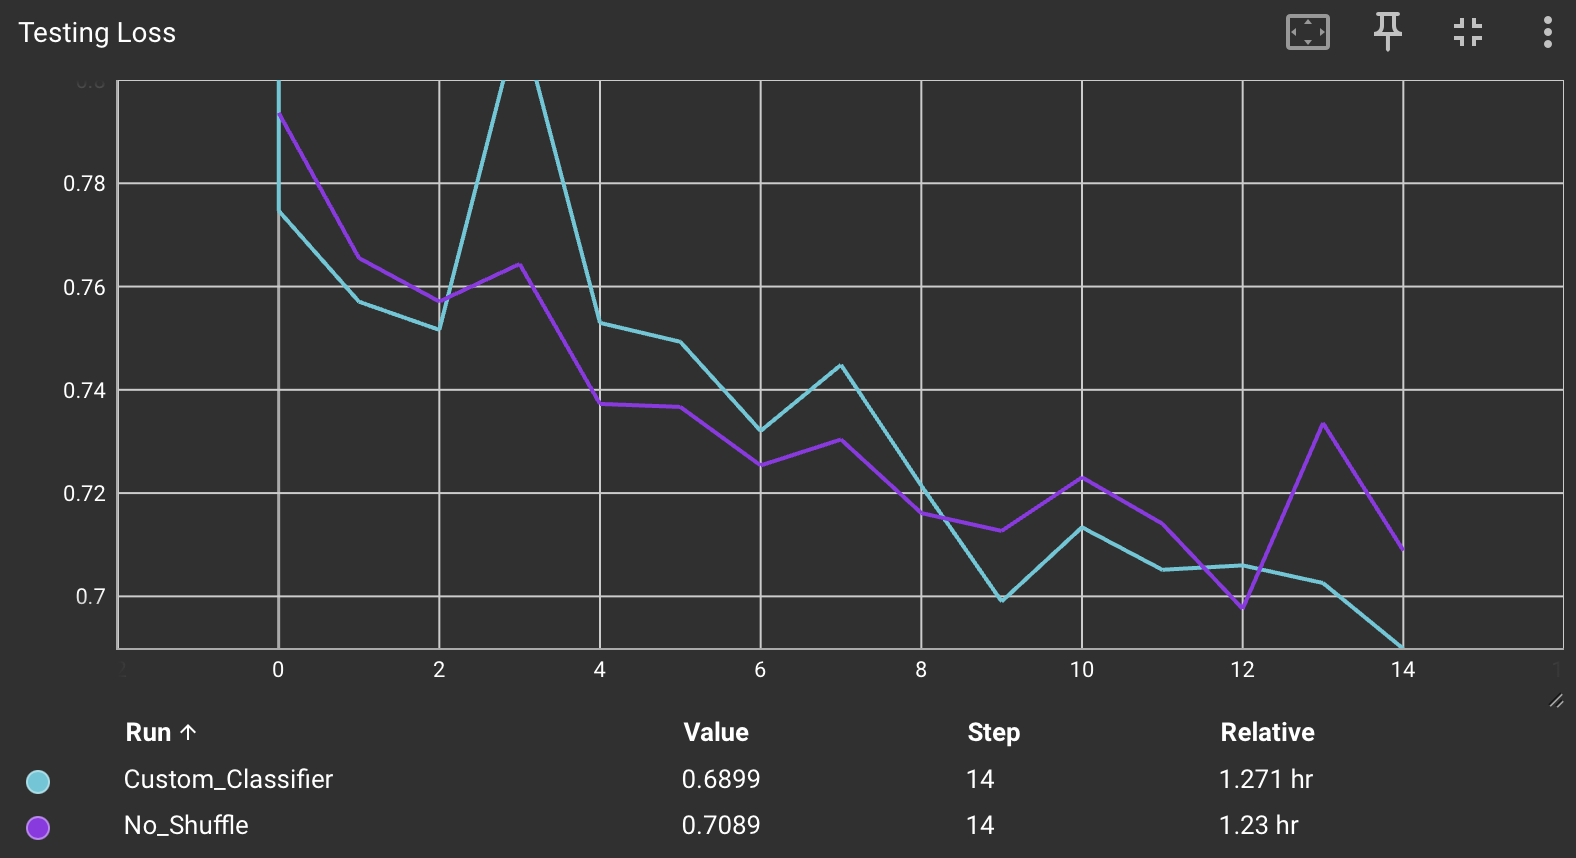 Testing Loss
0.78
0.76
0.74
0.72
0.7
0 2 4 6 8 10 12 14
Run ↑ Value Step Relative
Custom_Classifier 0.6899 14 1.271 hr
No_Shuffle 0.7089 14 1.23 hr